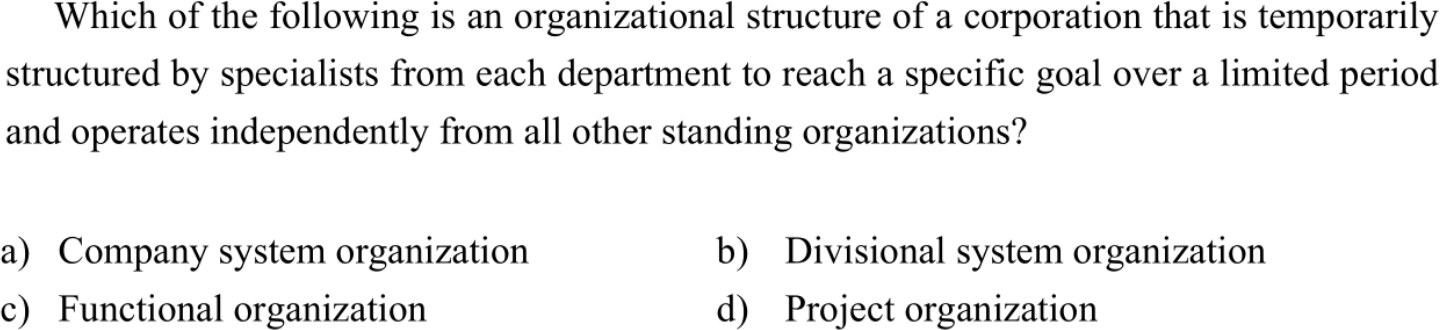 Which of the following is an organizational structure of a corporation that is temporarily
structured by specialists from each department to reach a specific goal over a limited period
and operates independently from all other standing organizations?
a) Company system organization b) Divisional system organization
c) Functional organization d) Project organization